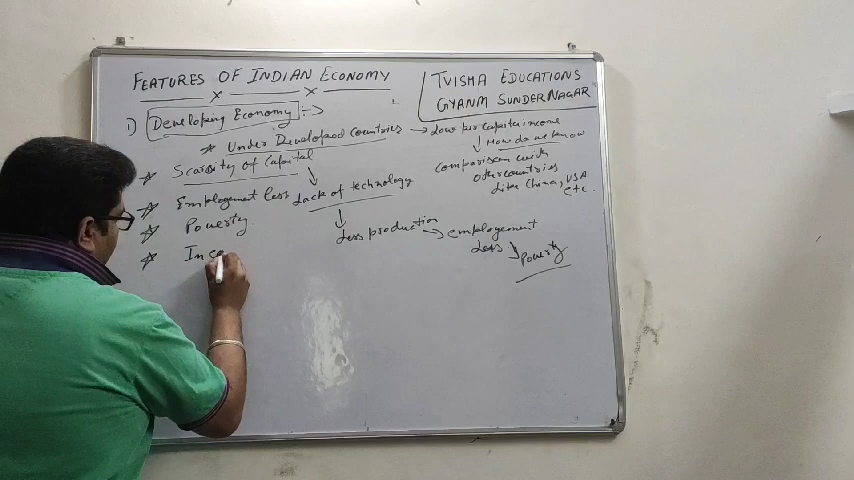 FEATURES OF INDIAN ECONOMY
TVISHA EDUCATIONS
GYANM SUNDERNAGAR
1) Developing Economy :->
* Under Developed Countries → Low per capita income
↓ How do we know
Comparison with
other countries
Like China, USA
etc.
* Scarsity of Capital
↓
Lack of technology
* Employement less
↓
Less production → employement
Less ↓ Poverty
* Poverty
* Inco